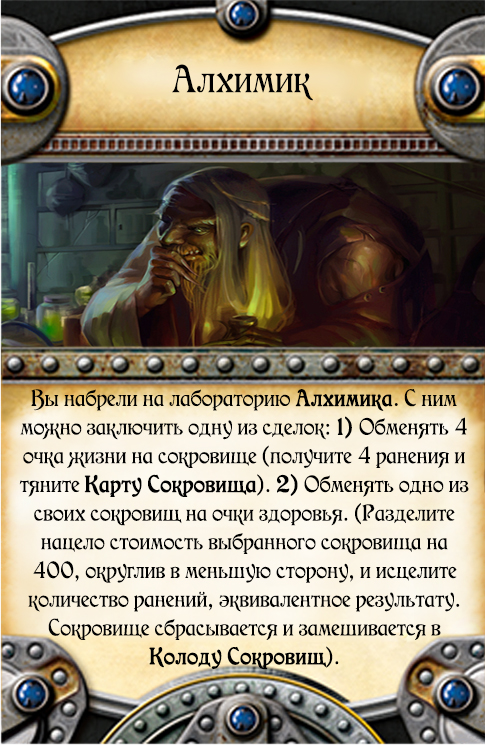 Алхимик
Вы набрели на лабораторию Алхимика. С ним
можно заключить одну из сделок: 1) Обменять 4
очка жизни на сокровище (получите 4 ранения и
тяните Карту Сокровища). 2) Обменять одно из
своих сокровищ на очки здоровья. (Разделите
нацело стоимость выбранного сокровища на
400, округлив в меньшую сторону, и исцелите
количество ранений, эквивалентное результату.
Сокровище сбрасывается и замешивается в
Колоду Сокровищ).